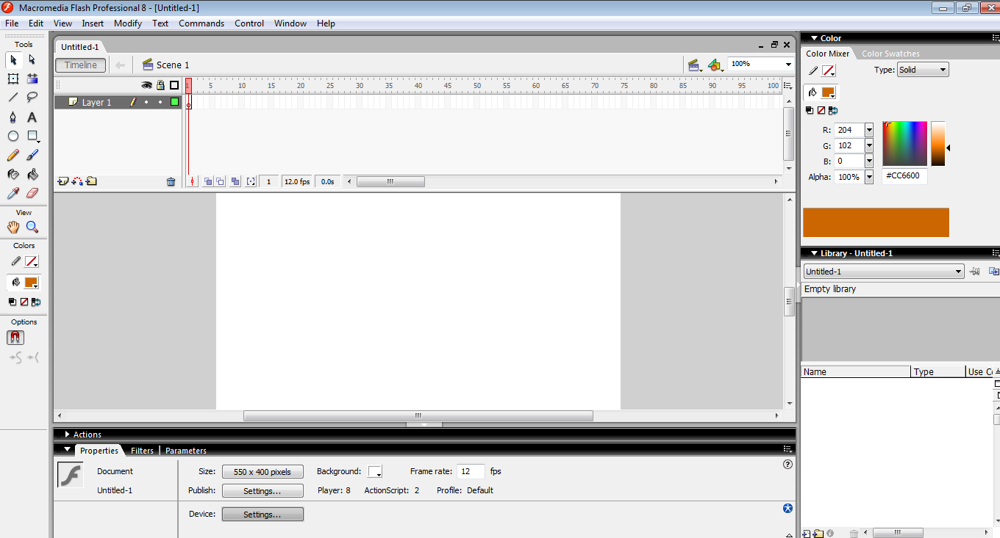 Macromedia Flash Professional 8 - [Untitled-1]
File Edit View Insert Modify Text Commands Control Window Help
Tools
View
Colors
Options
Untitled-1
Timeline
Scene 1
100%
1 5 10 15 20 25 30 35 40 45 50 55 60 65 70 75 80 85 90 95 100
Layer 1
1 12.0 fps 0.0s
Actions
Properties Filters Parameters
Document
Untitled-1
Size: 550 x 400 pixels Background: Frame rate: 12 fps
Publish: Settings... Player: 8 ActionScript: 2 Profile: Default
Device: Settings...
Color
Color Mixer Color Swatches
Type: Solid
R: 204
G: 102
B: 0
Alpha: 100% #CC6600
Library - Untitled-1
Untitled-1
Empty library
Name Type Use